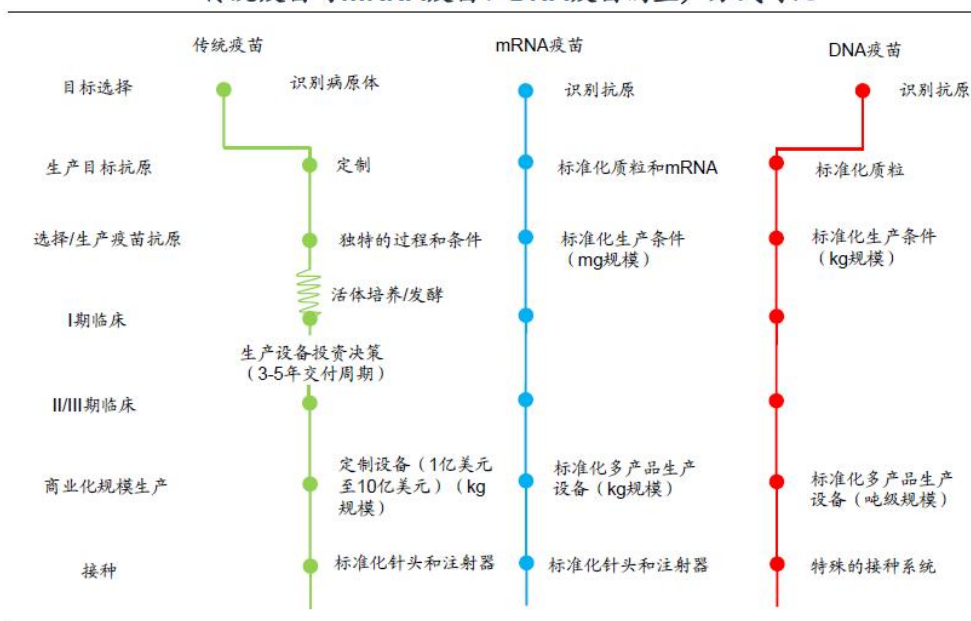 传统疫苗 mRNA疫苗 DNA疫苗
目标选择 识别病原体 识别抗原 识别抗原
生产目标抗原 定制 标准化质粒和mRNA 标准化质粒
选择/生产疫苗抗原 独特的过程和条件 标准化生产条件 标准化生产条件
(mg规模) (kg规模)
活体培养/发酵
I期临床
生产设备投资决策
(3-5年交付周期)
II/III期临床
商业化规模生产
定制设备(1亿美元
至10亿美元)(kg
规模)
标准化多产品生产
设备(kg规模)
标准化多产品生产
设备(吨级规模)
接种 标准化针头和注射器 标准化针头和注射器 特殊的接种系统